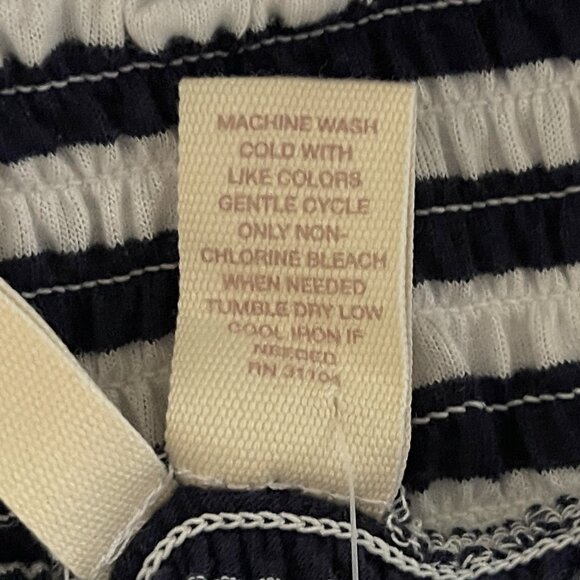 MACHINE WASH
COLD WITH
LIKE COLORS
GENTLE CYCLE
ONLY NON-
CHLORINE BLEACH
WHEN NEEDED
TUMBLE DRY LOW
COOL IRON IF
NEEDED
RN 31104